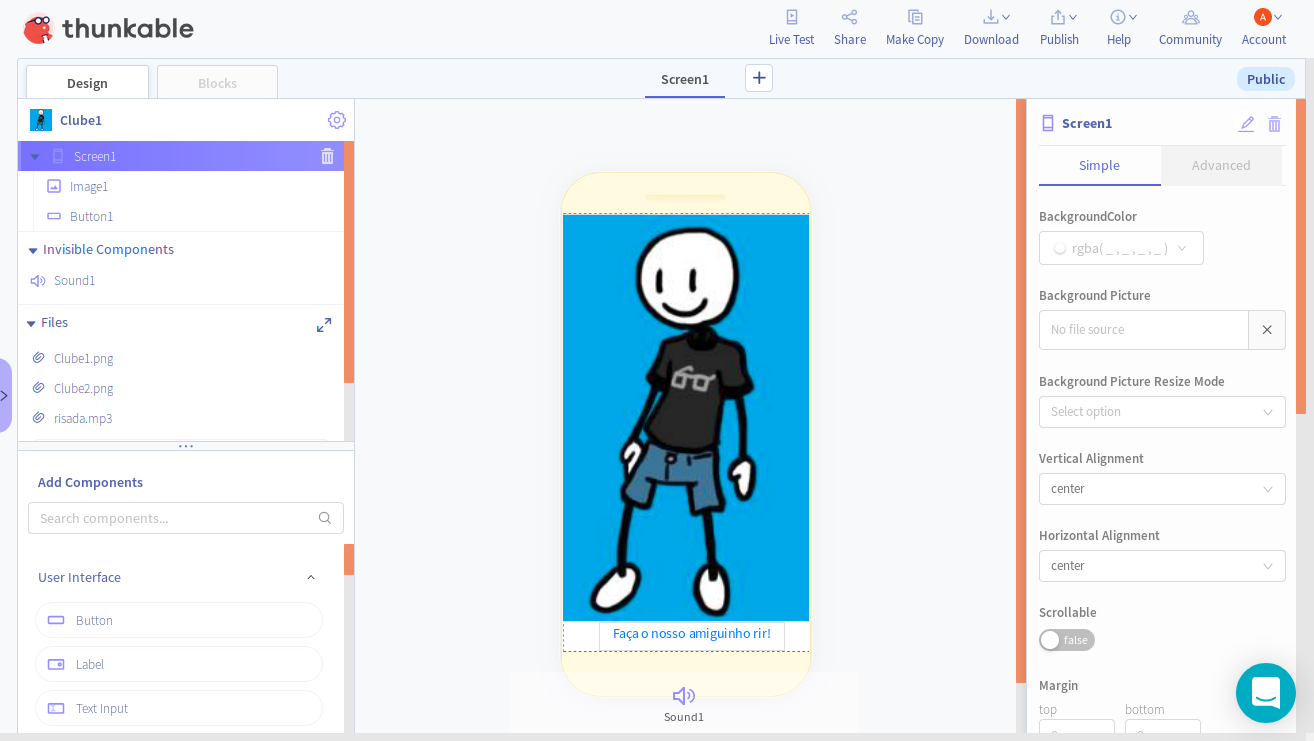 thunkable
Live Test
Share
Make Copy
Download
Publish
Help
Community
A
Account
Design
Blocks
Screen1
Public
Clube1
Screen1
Image1
Button1
Invisible Components
Sound1
Files
Clube1.png
Clube2.png
risada.mp3
Add Components
Search components...
User Interface
Button
Label
Text Input
Faça o nosso amiguinho rir!
Sound1
Screen1
Simple
Advanced
BackgroundColor
rgba( _ , _ , _ , _ )
Background Picture
No file source
Background Picture Resize Mode
Select option
Vertical Alignment
center
Horizontal Alignment
center
Scrollable
false
Margin
top bottom